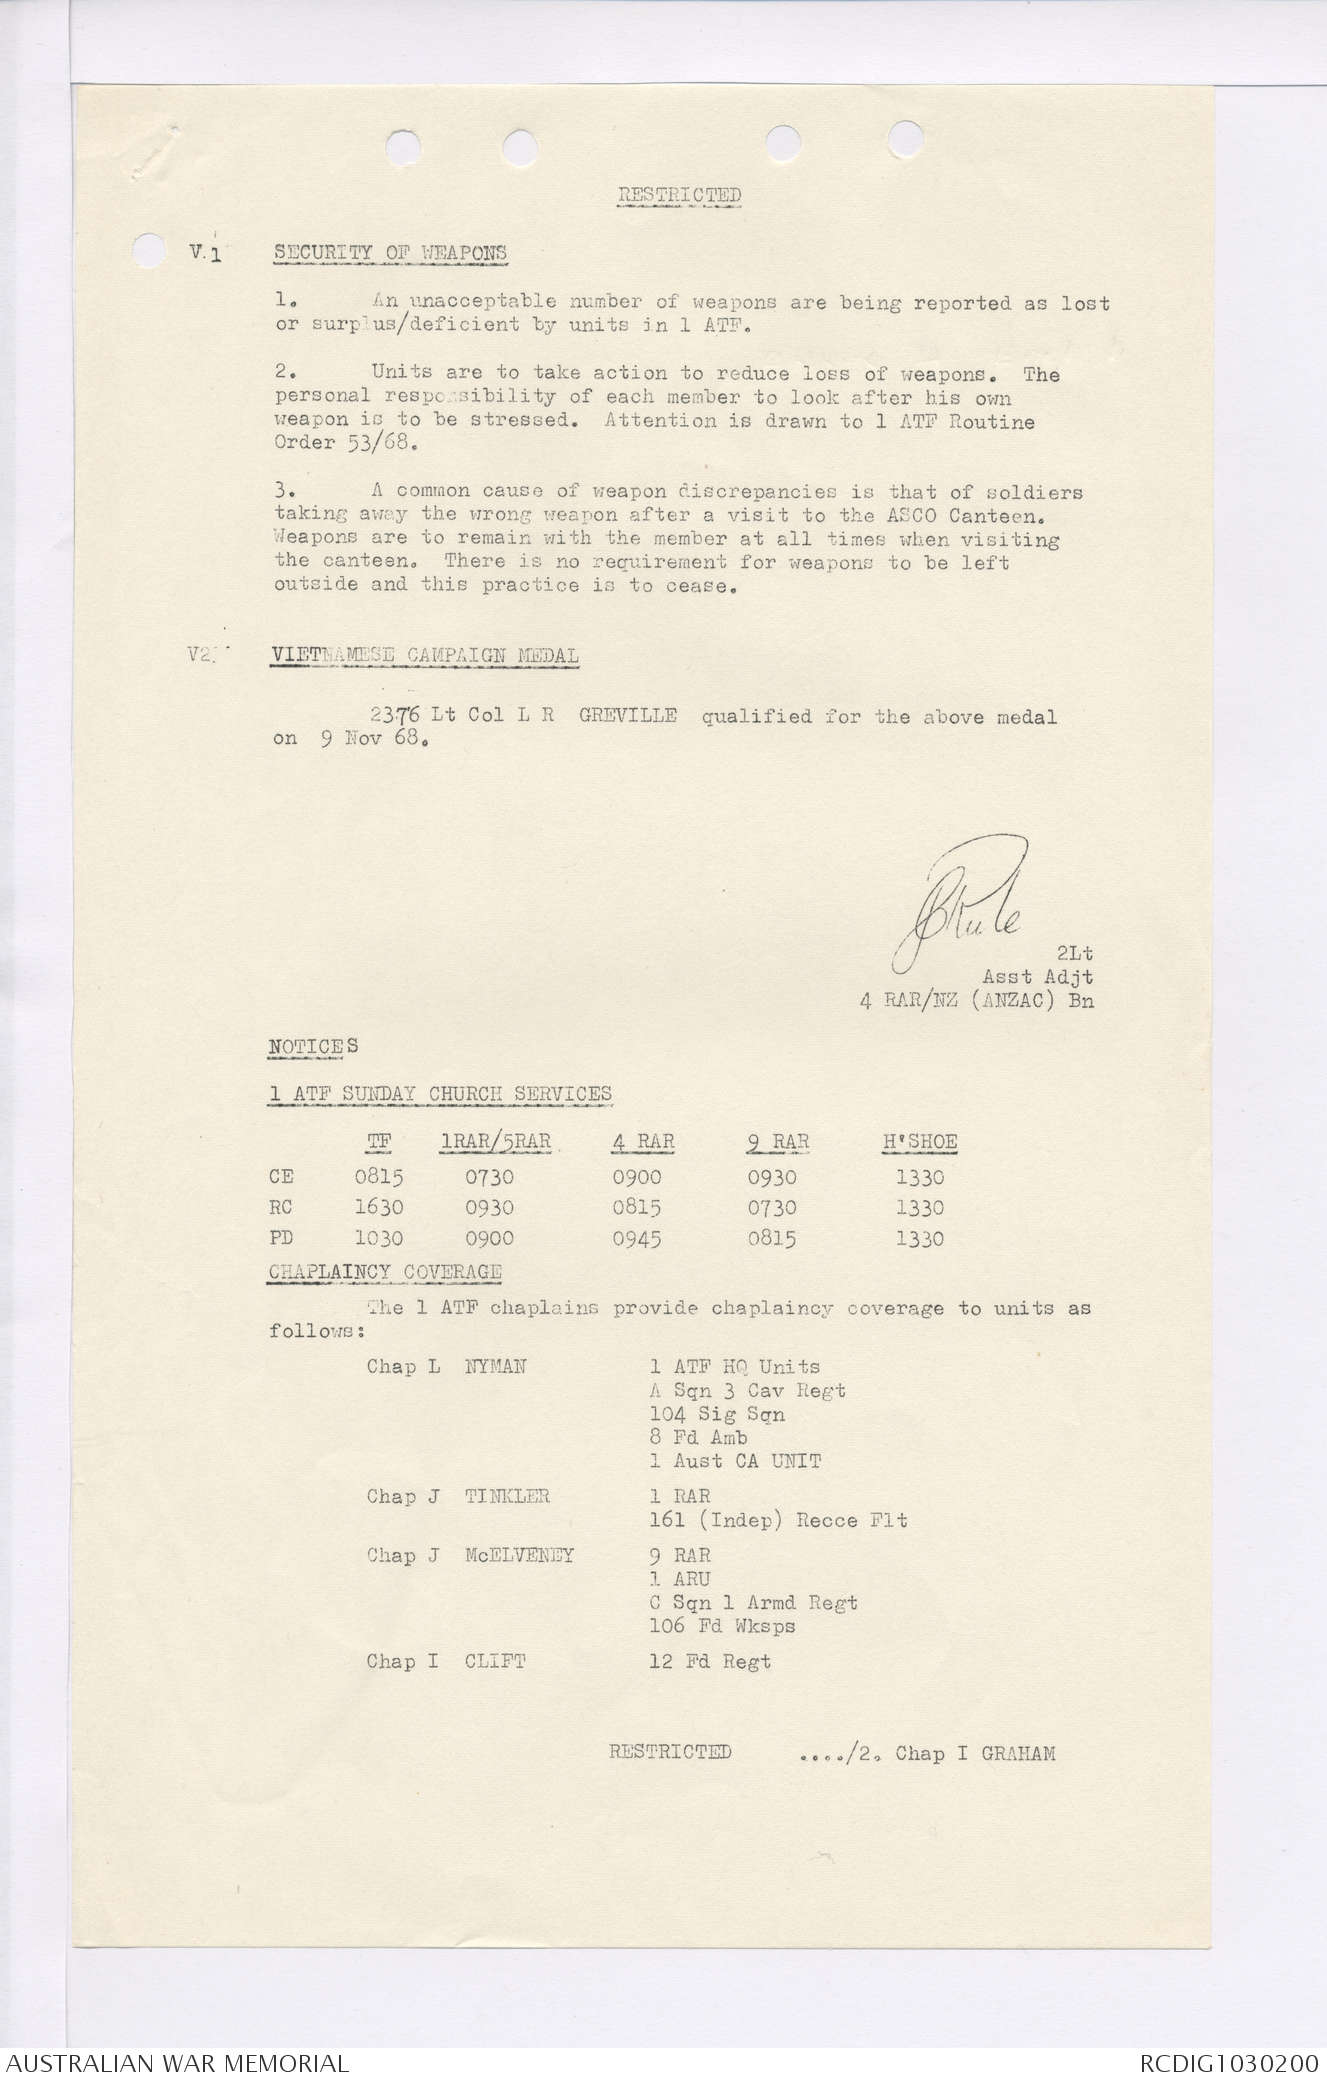 RESTRICTED
V.1 SECURITY OF WEAPONS
1. An unacceptable number of weapons are being reported as lost
or surplus/deficient by units in 1 ATF.
2. Units are to take action to reduce loss of weapons. The
personal responsibility of each member to look after his own
weapon is to be stressed. Attention is drawn to 1 ATF Routine
Order 53/68.
3. A common cause of weapon discrepancies is that of soldiers
taking away the wrong weapon after a visit to the ASCO Canteen.
Weapons are to remain with the member at all times when visiting
the canteen. There is no requirement for weapons to be left
outside and this practice is to cease.
V2. VIETNAMESE CAMPAIGN MEDAL
2376 Lt Col L R GREVILLE qualified for the above medal
on 9 Nov 68.
2Lt
Asst Adjt
4 RAR/NZ (ANZAC) Bn
NOTICES
1 ATF SUNDAY CHURCH SERVICES
TF 1RAR/5RAR 4 RAR 9 RAR H'SHOE
CE 0815 0730 0900 0930 1330
RC 1630 0930 0815 0730 1330
PD 1030 0900 0945 0815 1330
CHAPLAINCY COVERAGE
The 1 ATF chaplains provide chaplaincy coverage to units as
follows:
Chap L NYMAN 1 ATF HQ Units
A Sqn 3 Cav Regt
104 Sig Sqn
8 Fd Amb
1 Aust CA UNIT
Chap J TINKLER 1 RAR
161 (Indep) Recce Flt
Chap J McELVENEY 9 RAR
1 ARU
C Sqn 1 Armd Regt
106 Fd Wksps
Chap I CLIFT 12 Fd Regt
RESTRICTED ..../2. Chap I GRAHAM
AUSTRALIAN WAR MEMORIAL RCDIG1030200